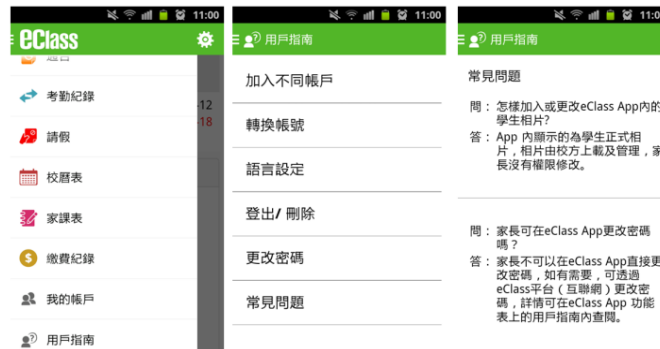 11:00
eClass
考勤紀錄
12
請假
18
校曆表
家課表
繳費紀錄
我的帳戶
用戶指南
11:00
用戶指南
加入不同帳戶
轉換帳號
語言設定
登出/ 刪除
更改密碼
常見問題
11:0
用戶指南
常見問題
問： 怎樣加入或更改eClass App內的
學生相片?
答： App 內顯示的為學生正式相
片，相片由校方上載及管理，家
長沒有權限修改。
問： 家長可在eClass App更改密碼
嗎？
答： 家長不可以在eClass App直接更
改密碼，如有需要，可透過
eClass平台（互聯網）更改密
碼，詳情可在eClass App 功能
表上的用戶指南內查閱。